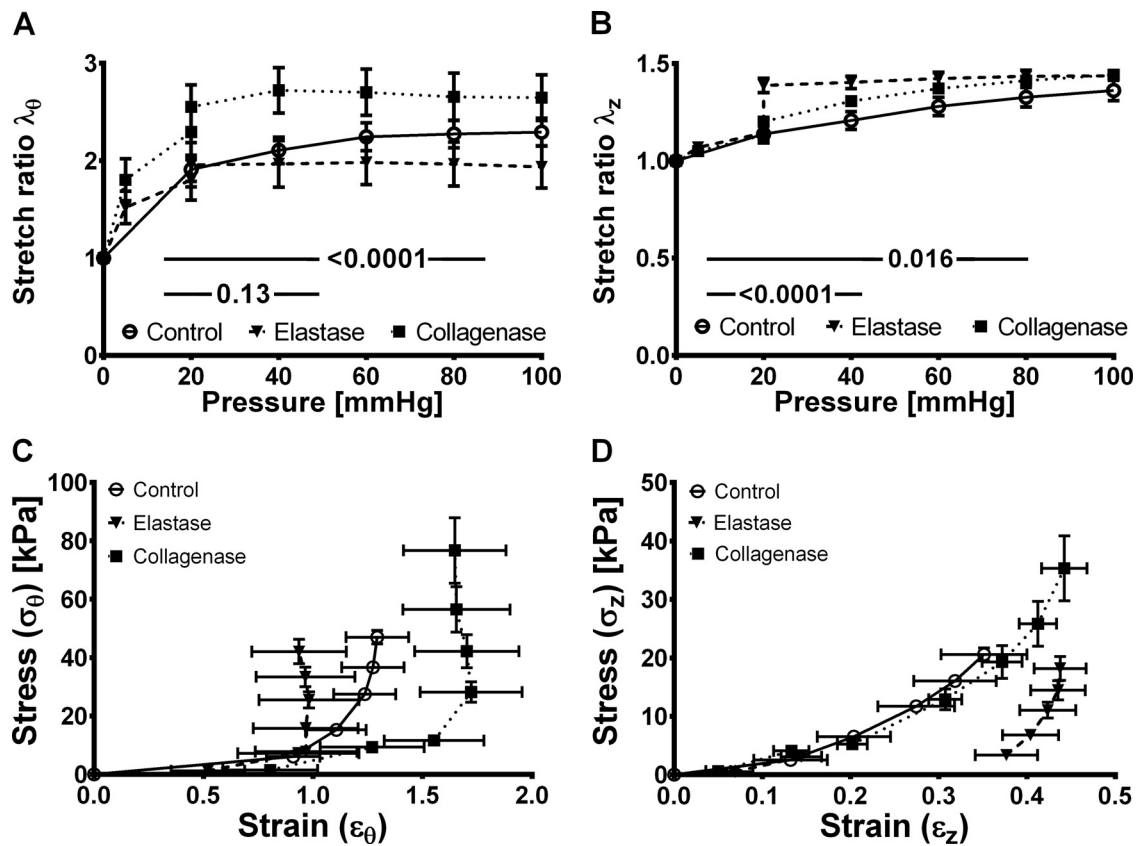 A
Stretch ratio λθ
3
2
1
0
<0.0001
0.13
Control Elastase Collagenase
0 20 40 60 80 100
Pressure [mmHg]
B
Stretch ratio λz
1.5
1.0
0.5
0.0
0.016
<0.0001
Control Elastase Collagenase
0 20 40 60 80 100
Pressure [mmHg]
C
Stress (σθ) [kPa]
100
80
60
40
20
0
Control
Elastase
Collagenase
0.0 0.5 1.0 1.5 2.0
Strain (εθ)
D
Stress (σz) [kPa]
50
40
30
20
10
0
Control
Elastase
Collagenase
0.0 0.1 0.2 0.3 0.4 0.5
Strain (εz)